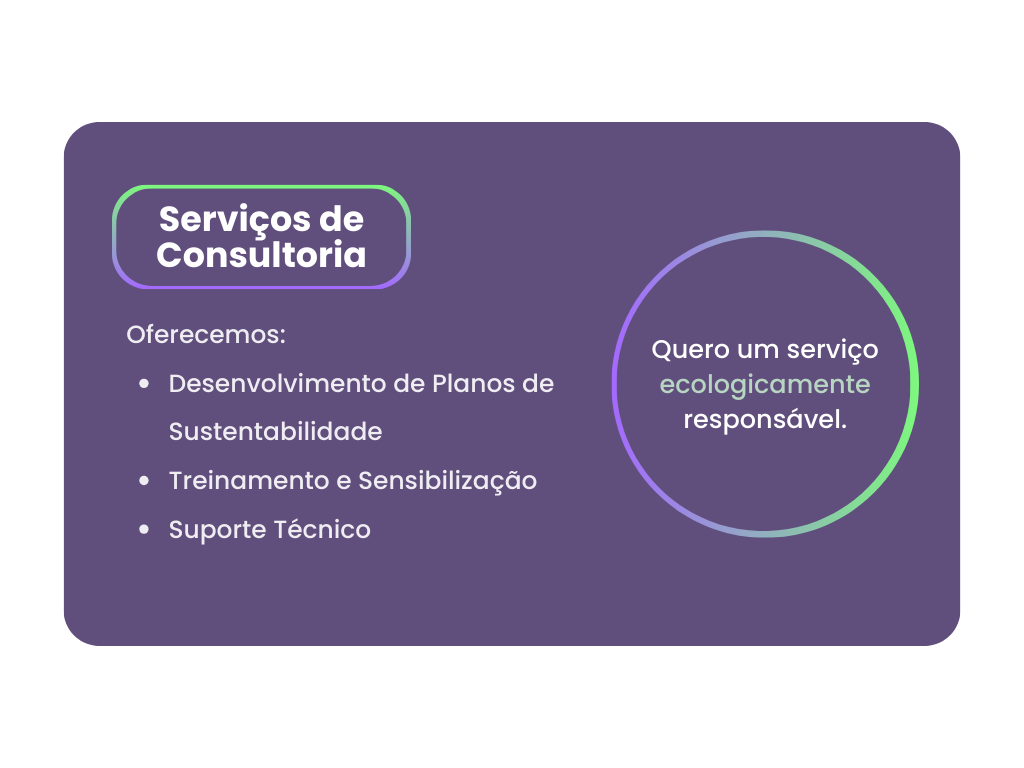 Serviços de
Consultoria
Oferecemos:
• Desenvolvimento de Planos de
Sustentabilidade
• Treinamento e Sensibilização
• Suporte Técnico
Quero um serviço
ecologicamente
responsável.